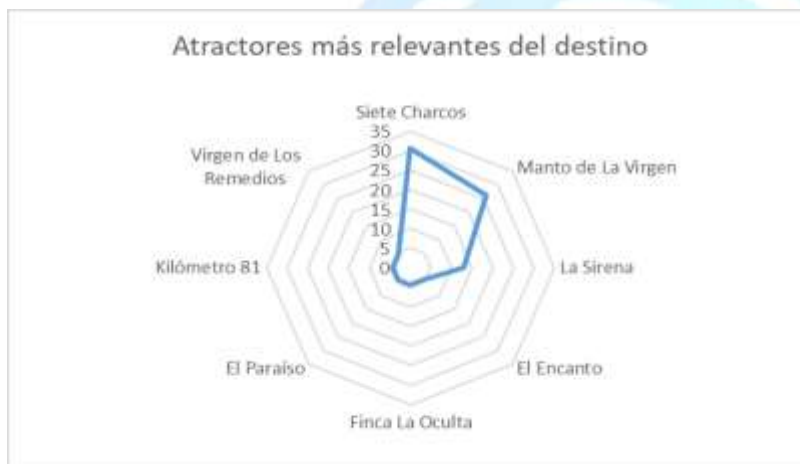 Atractores más relevantes del destino
Siete Charcos
35
30
25
20
15
10
5
0
Manto de La Virgen
La Sirena
El Encanto
Finca La Oculta
El Paraíso
Kilómetro 81
Virgen de Los
Remedios